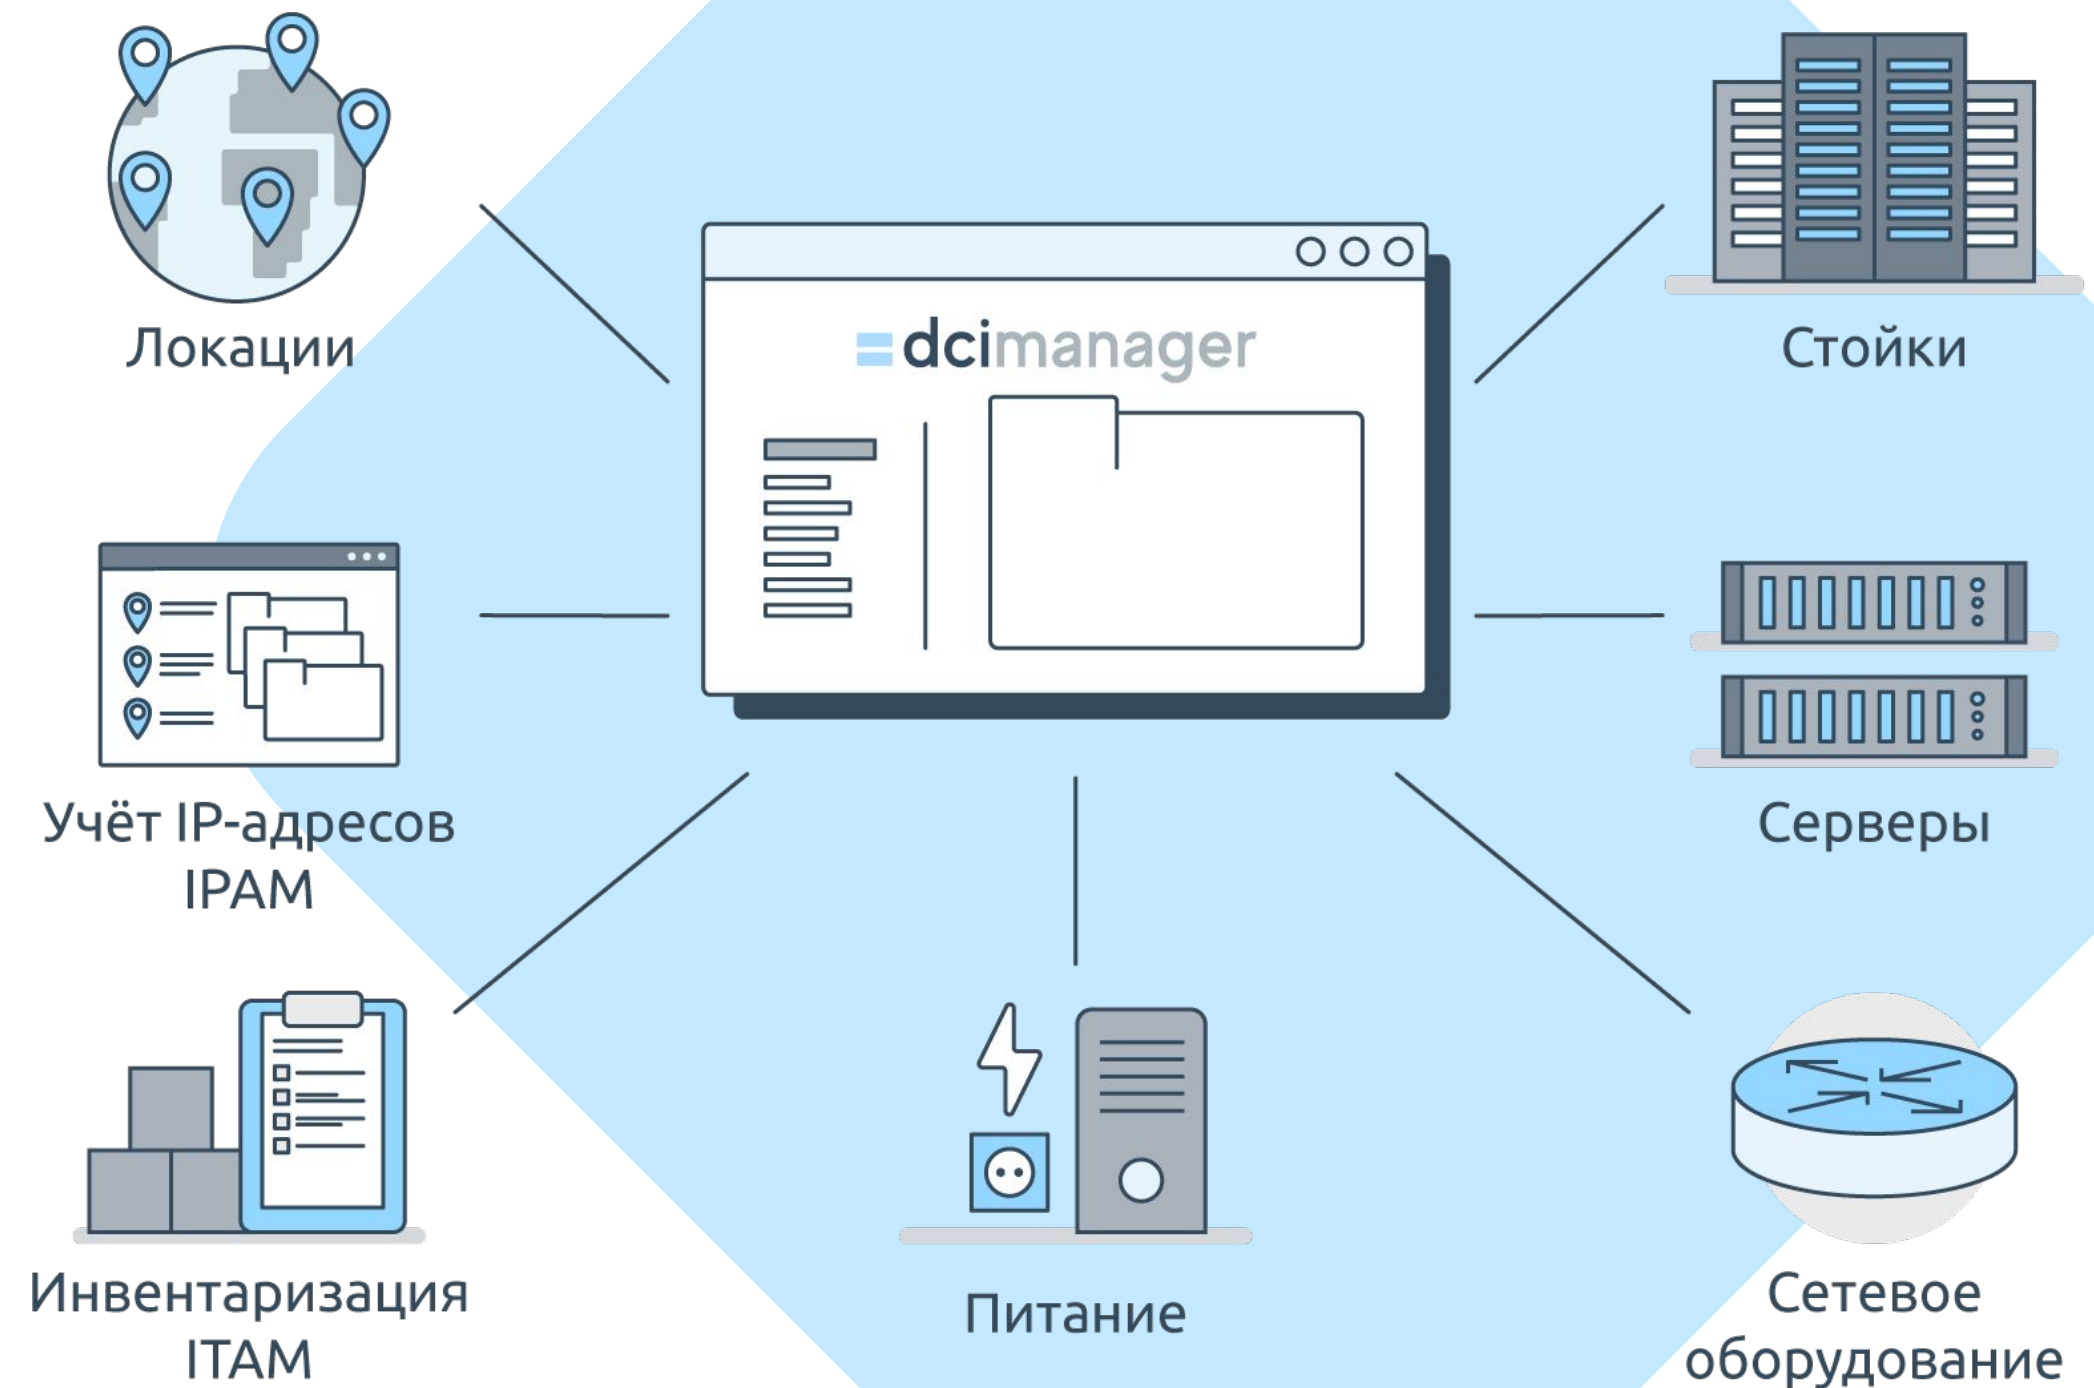 dcimanager
Локации
Стойки
Учёт IP-адресов
IPAM
Серверы
Инвентаризация
ITAM
Питание
Сетевое
оборудование